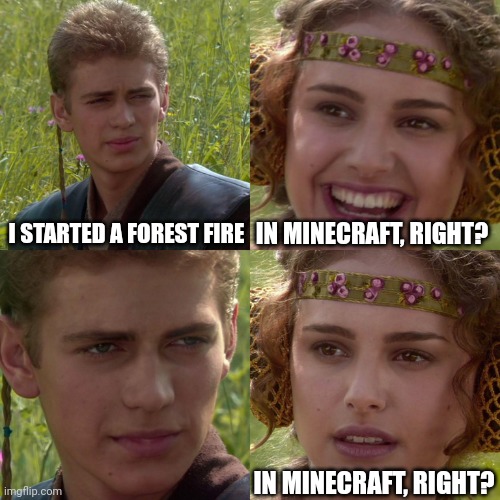 I STARTED A FOREST FIRE
IN MINECRAFT, RIGHT?
IN MINECRAFT, RIGHT?
imgflip.com